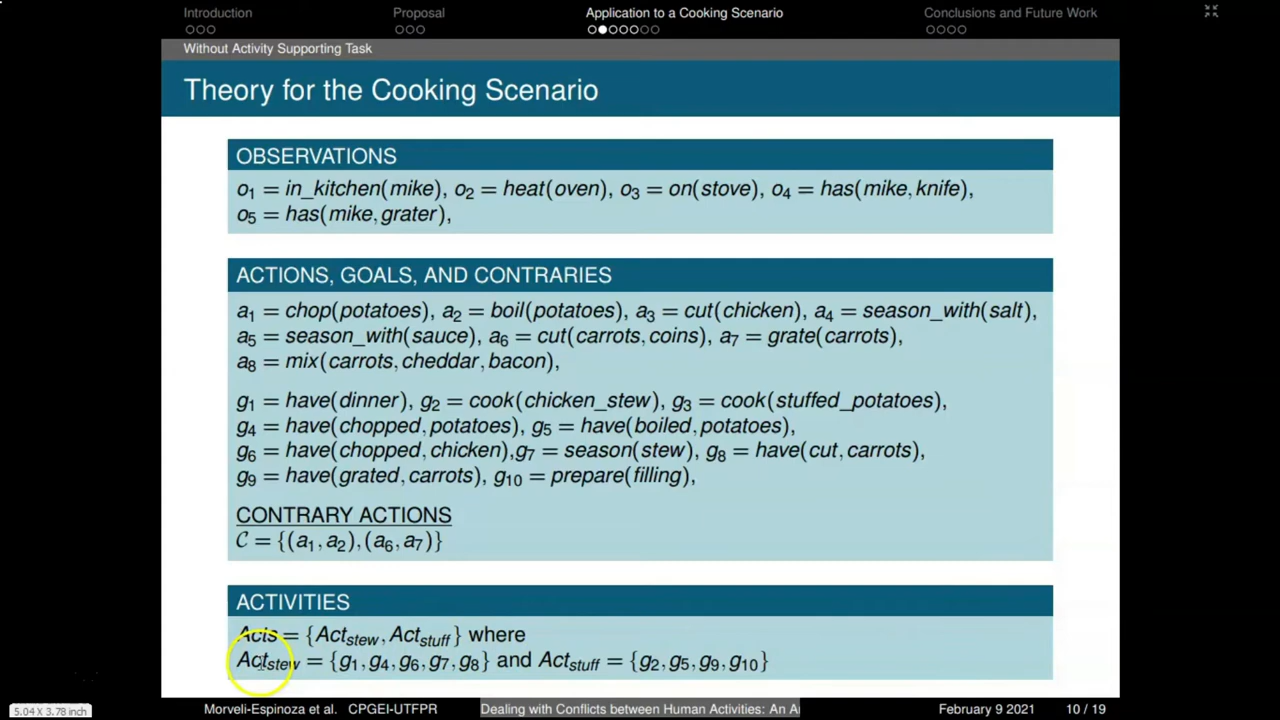 Introduction Proposal Application to a Cooking Scenario Conclusions and Future Work
Without Activity Supporting Task
Theory for the Cooking Scenario
OBSERVATIONS
o₁ = in_kitchen(mike), o₂ = heat(oven), o₃ = on(stove), o₄ = has(mike, knife),
o₅ = has(mike, grater),
ACTIONS, GOALS, AND CONTRARIES
a₁ = chop(potatoes), a₂ = boil(potatoes), a₃ = cut(chicken), a₄ = season_with(salt),
a₅ = season_with(sauce), a₆ = cut(carrots, coins), a₇ = grate(carrots),
a₈ = mix(carrots, cheddar, bacon),
g₁ = have(dinner), g₂ = cook(chicken_stew), g₃ = cook(stuffed_potatoes),
g₄ = have(chopped, potatoes), g₅ = have(boiled, potatoes),
g₆ = have(chopped, chicken),g₇ = season(stew), g₈ = have(cut, carrots),
g₉ = have(grated, carrots), g₁₀ = prepare(filling),
CONTRARY ACTIONS
C = {(a₁, a₂), (a₆, a₇)}
ACTIVITIES
Acts = {Act_stew, Act_stuff} where
Act_stew = {g₁, g₄, g₆, g₇, g₈} and Act_stuff = {g₂, g₅, g₉, g₁₀}
Morveli-Espinoza et al. CPGEI-UTFPR Dealing with Conflicts between Human Activities: An A February 9 2021 10 / 19
5.04 X 3.78 inch